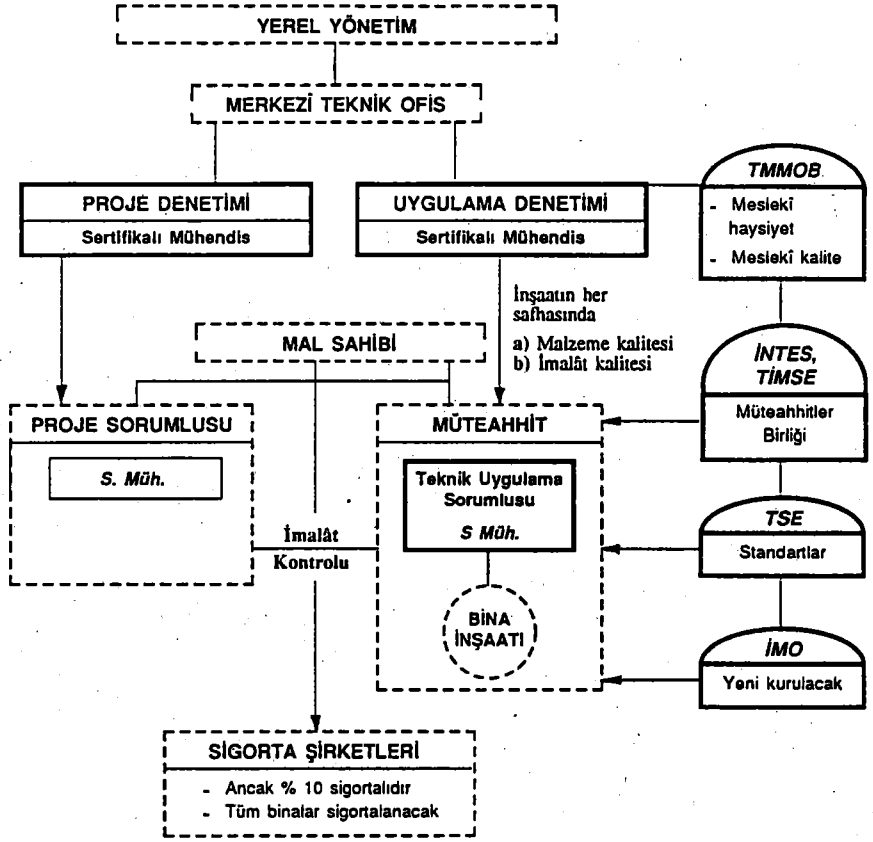 YEREL YÖNETİM
MERKEZÎ TEKNİK OFİS
PROJE DENETİMİ
Sertifikalı Mühendis
UYGULAMA DENETİMİ
Sertifikalı Mühendis
TMMOB
- Meslekî
haysiyet
- Meslekî kalite
İnşaatın her
safhasında
a) Malzeme kalitesi
b) İmalât kalitesi
MAL SAHİBİ
İNTES,
TİMSE
Müteahhitler
Birliği
PROJE SORUMLUSU
S. Müh.
MÜTEAHHİT
Teknik Uygulama
Sorumlusu
S Müh.
TSE
Standartlar
İmalât
Kontrolu
BİNA
İNŞAATI
İMO
Yeni kurulacak
SİGORTA ŞİRKETLERİ
- Ancak % 10 sigortalıdır
- Tüm binalar sigortalanacak